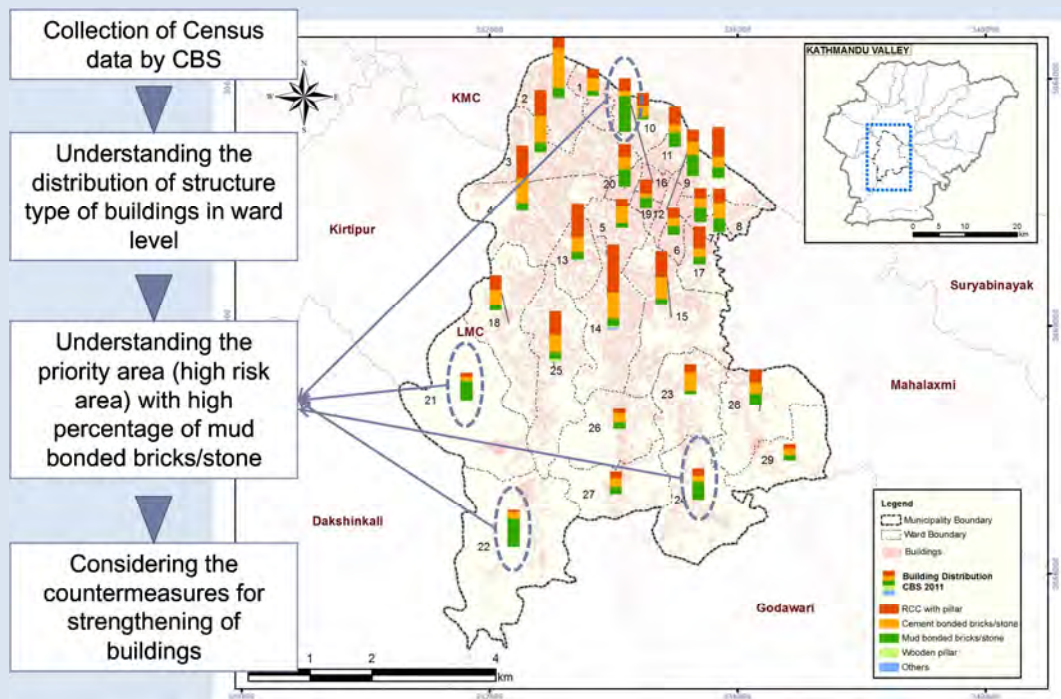 Collection of Census
data by CBS
Understanding the
distribution of structure
type of buildings in ward
level
Understanding the
priority area (high risk
area) with high
percentage of mud
bonded bricks/stone
Considering the
countermeasures for
strengthening of
buildings
N
W
E
S
KMC
Kirtipur
LMC
Dakshinkali
Godawari
Mahalaxmi
Suryabinayak
1
2
3
10
11
9
16
20
19
12
8
7
5
6
17
13
14
15
18
25
21
23
28
26
29
27
24
22
KATHMANDU VALLEY
0
10
20
km
Legend
Municipality Boundary
Ward Boundary
Buildings
Building Distribution
CBS 2011
RCC with pillar
Cement bonded bricks/stone
Mud bonded bricks/stone
Wooden pillar
Others
1
2
4
km